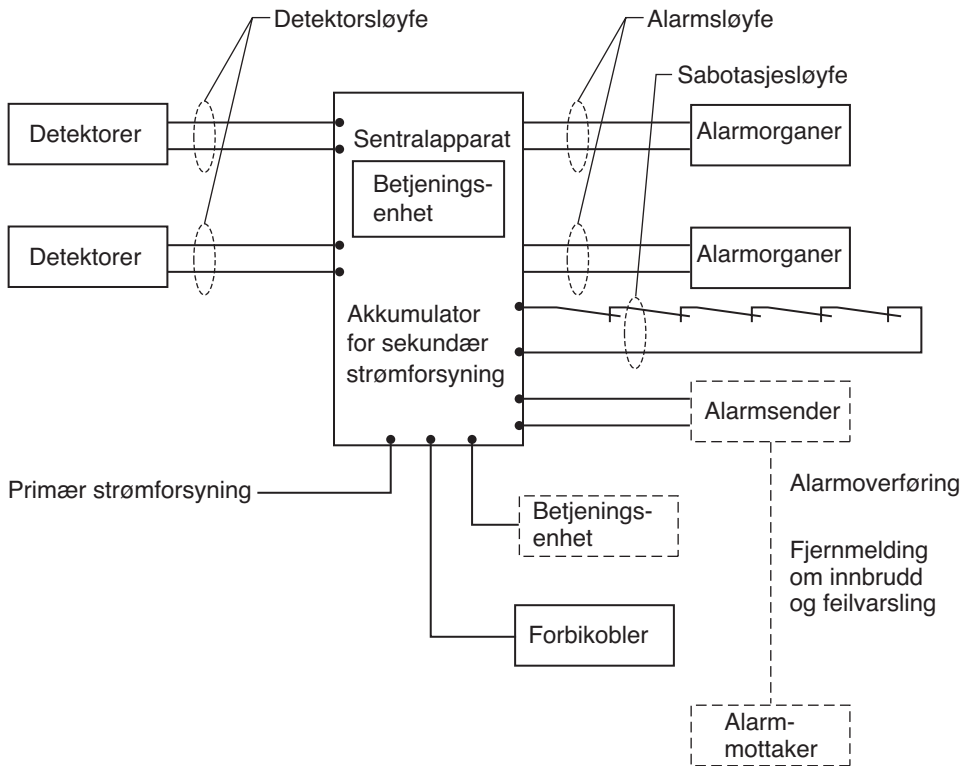 Detektorsløyfe
Alarmsløyfe
Sabotasjesløyfe
Detektorer
Sentralapparat
Alarmorganer
Betjenings-
enhet
Detektorer
Alarmorganer
Akkumulator
for sekundær
strømforsyning
Alarmsender
Primær strømforsyning
Alarmoverføring
Betjenings-
enhet
Fjernmelding
om innbrudd
og feilvarsling
Forbikobler
Alarm-
mottaker